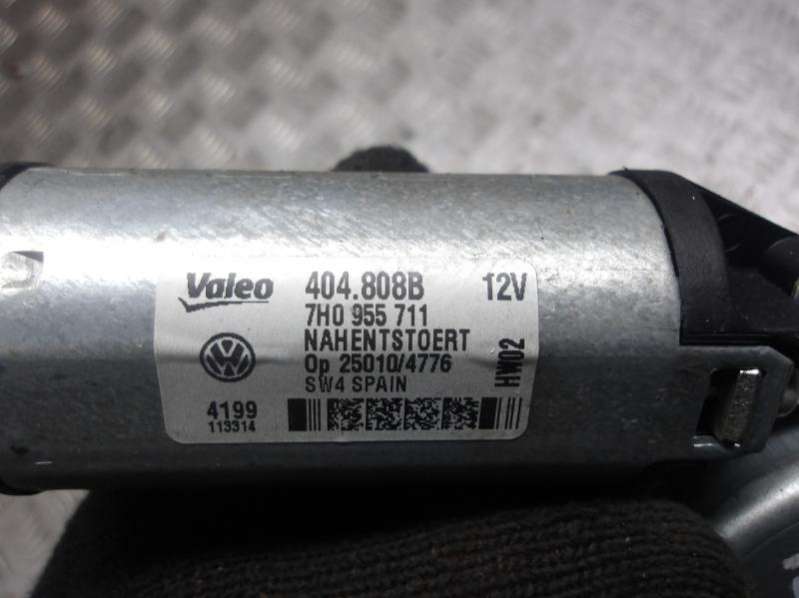 Valeo 404.808B 12V
7H0 955 711
NAHENTSTOERT
Op 25010/4776
SW4 SPAIN
HW02
4199
113314